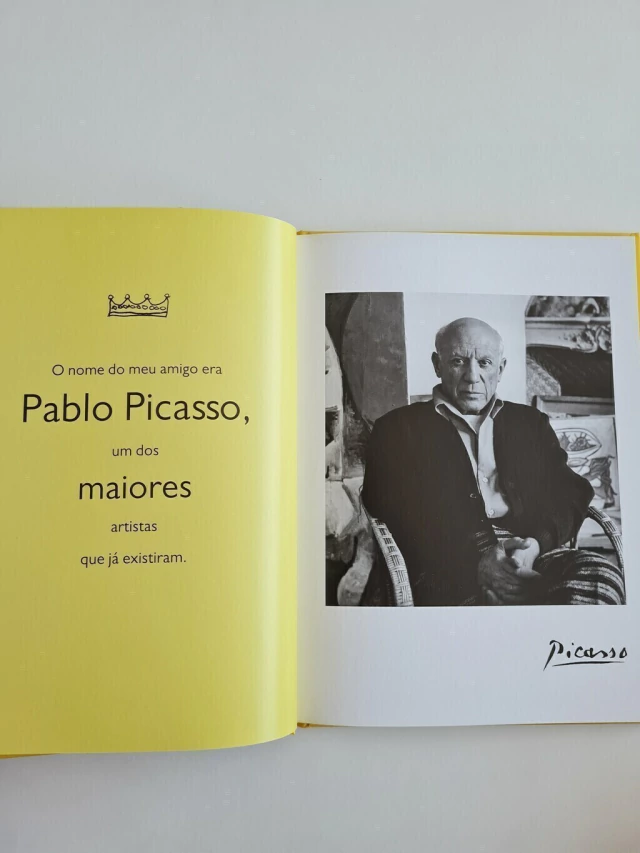 O nome do meu amigo era
Pablo Picasso,
um dos
maiores
artistas
que já existiram.
Picasso